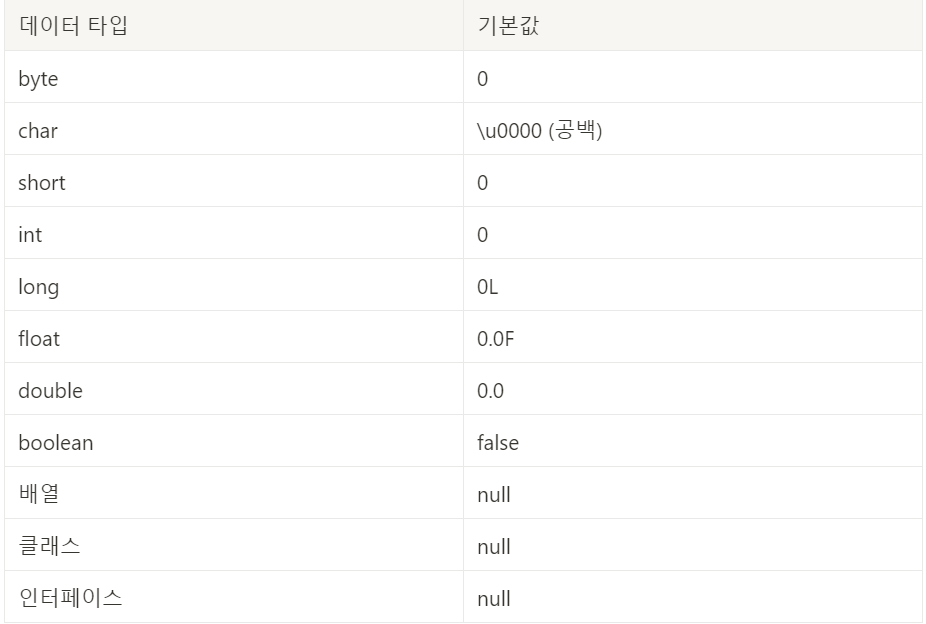 데이터 타입 기본값
byte 0
char \u0000 (공백)
short 0
int 0
long 0L
float 0.0F
double 0.0
boolean false
배열 null
클래스 null
인터페이스 null